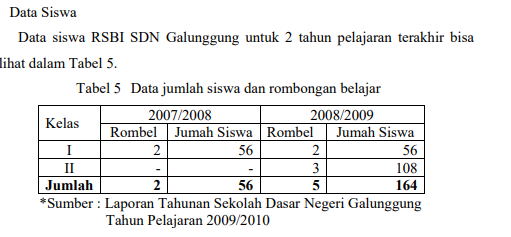 Data Siswa
Data siswa RSBI SDN Galunggung untuk 2 tahun pelajaran terakhir bisa
lihat dalam Tabel 5.
Tabel 5 Data jumlah siswa dan rombongan belajar
Kelas 2007/2008 2008/2009
Rombel Jumah Siswa Rombel Jumah Siswa
I 2 56 2 56
II - - 3 108
Jumlah 2 56 5 164
*Sumber : Laporan Tahunan Sekolah Dasar Negeri Galunggung
Tahun Pelajaran 2009/2010